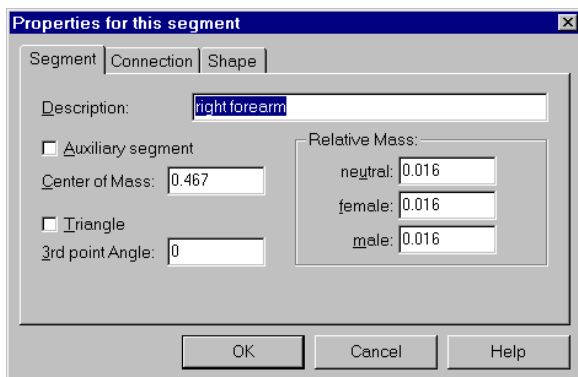 Properties for this segment
Segment Connection Shape
Description: right forearm
Auxiliary segment
Center of Mass: 0.467
Triangle
3rd point Angle: 0
Relative Mass:
neutral: 0.016
female: 0.016
male: 0.016
OK Cancel Help